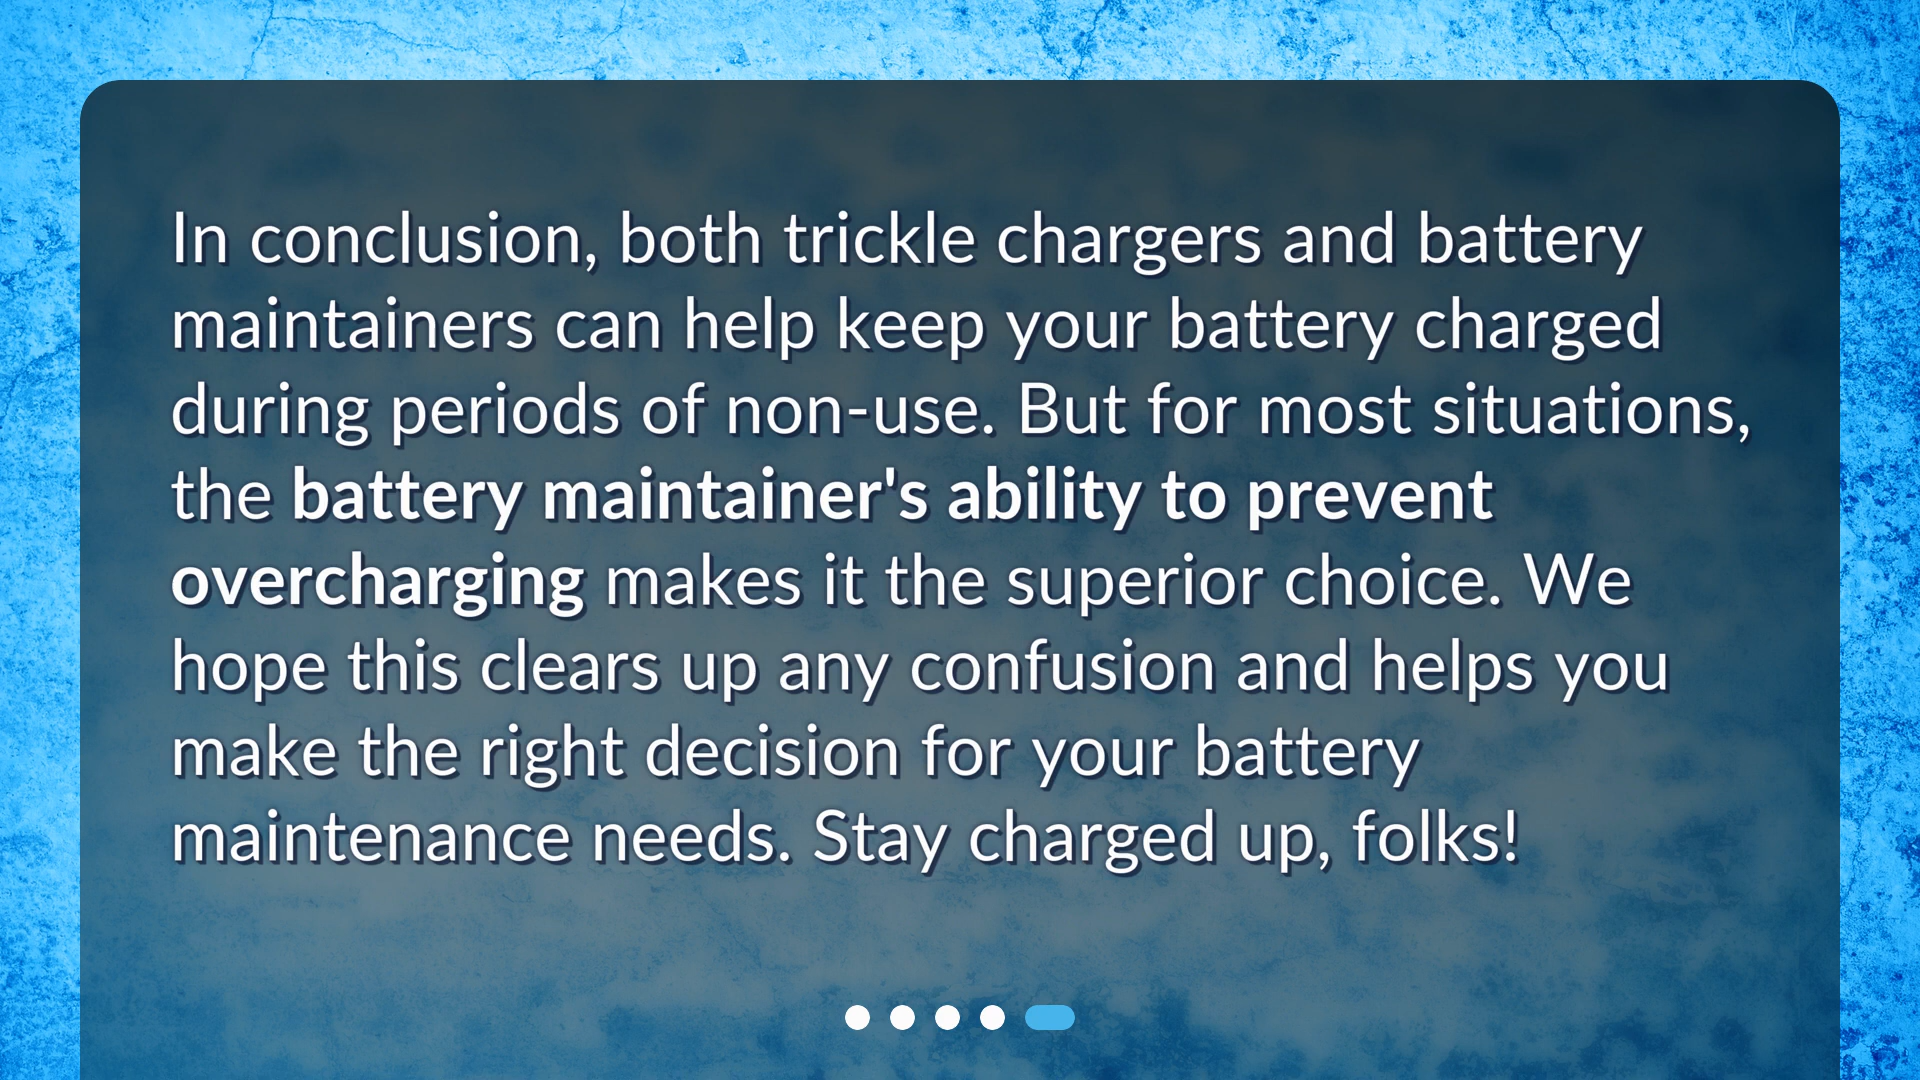 In conclusion, both trickle chargers and battery
maintainers can help keep your battery charged
during periods of non-use. But for most situations,
the battery maintainer's ability to prevent
overcharging makes it the superior choice. We
hope this clears up any confusion and helps you
make the right decision for your battery
maintenance needs. Stay charged up, folks!